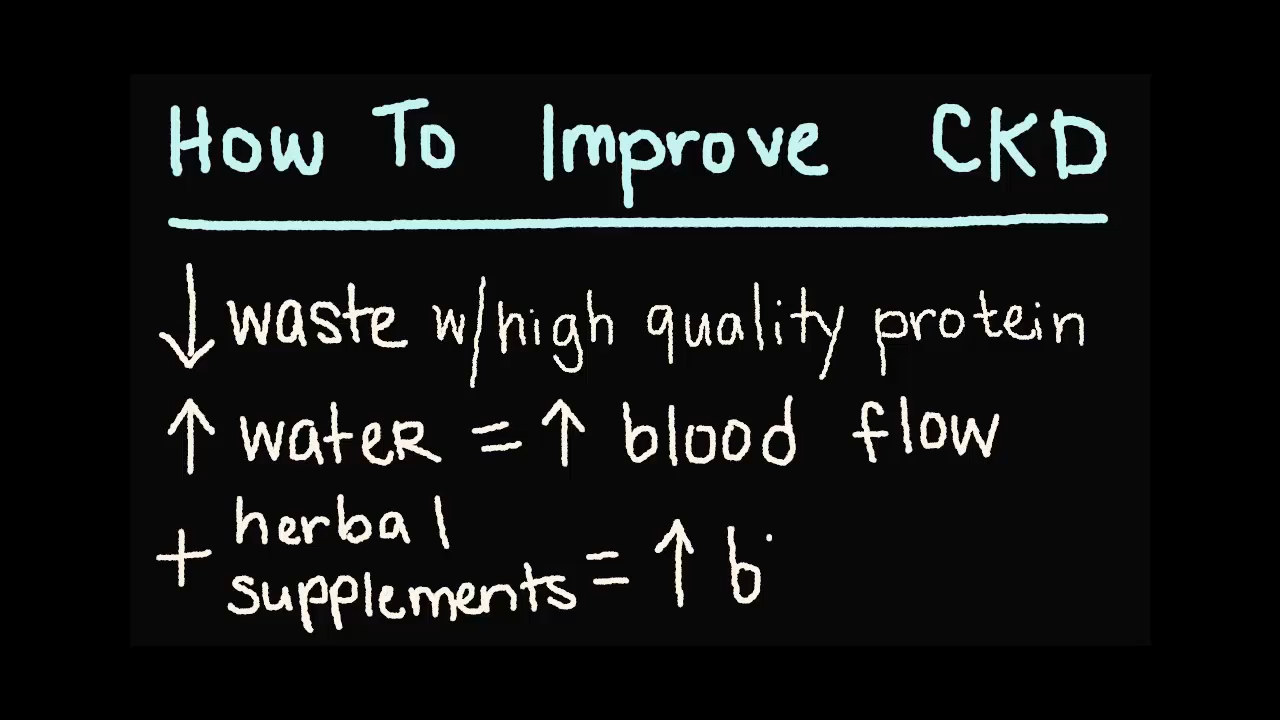 How To Improve CKD
↓ waste w/high quality protein
↑ water = ↑ blood flow
+ herbal
supplements = ↑ b